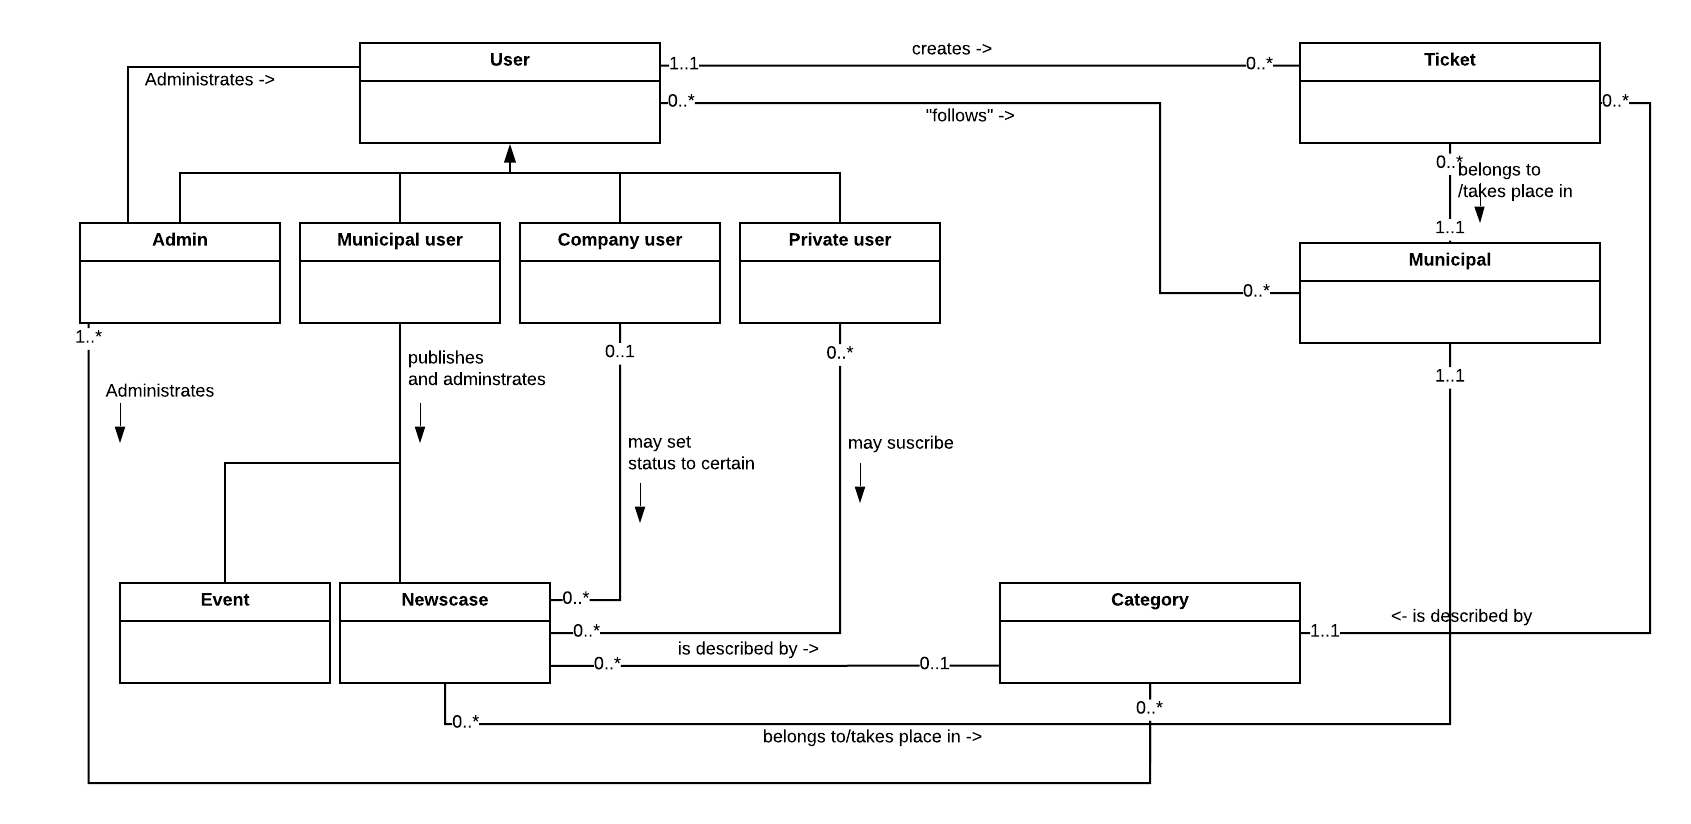 User
creates ->
Ticket
1..1
0..*
Administrates ->
0..*
"follows" ->
0..*
0..*
belongs to
/takes place in
1..1
Admin
Municipal user
Company user
Private user
Municipal
0..*
1..*
0..1
0..*
publishes
and adminstrates
1..1
Administrates
may set
status to certain
may suscribe
Event
Newscase
0..*
Category
<- is described by
0..*
1..1
is described by ->
0..*
0..1
0..*
0..*
belongs to/takes place in ->